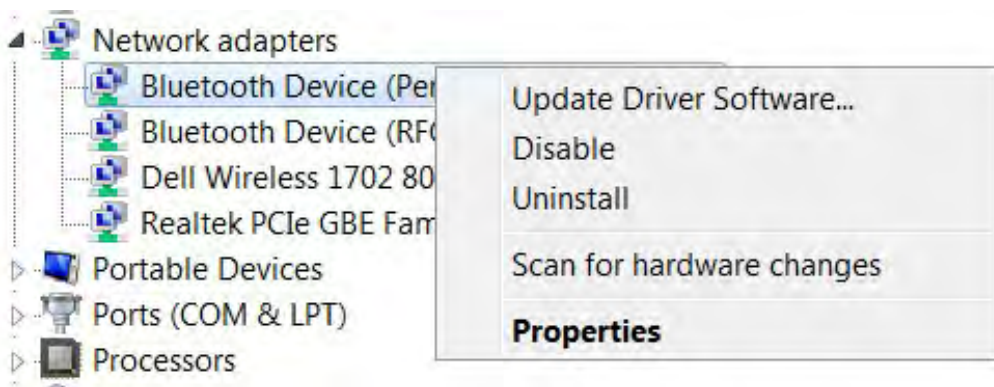 Network adapters
Bluetooth Device (Per
Bluetooth Device (RFC
Dell Wireless 1702 80
Realtek PCIe GBE Fam
Portable Devices
Ports (COM & LPT)
Processors
Update Driver Software...
Disable
Uninstall
Scan for hardware changes
Properties